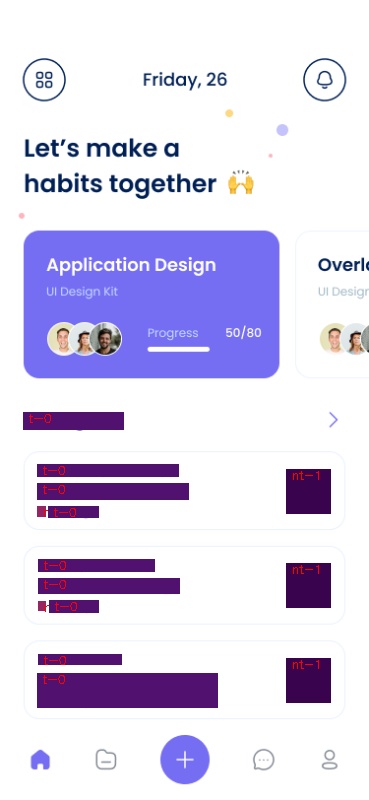 Friday, 26
Let's make a
habits together 🙌
Application Design
UI Design Kit
Progress 50/80
UI Design
t-0
t-0
nt-1
t-0
t-0
t-0
nt-1
t-0
t-0
t-0
nt-1
t-0